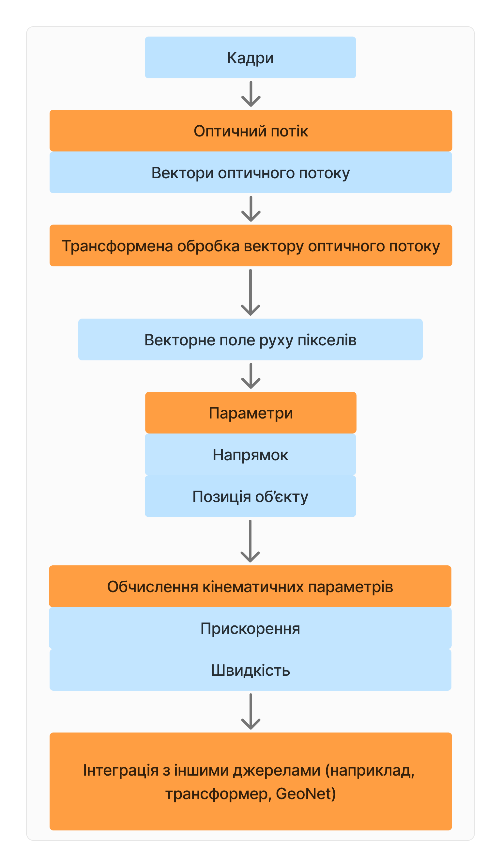 Кадри
Оптичний потік
Вектори оптичного потоку
Трансформена обробка вектору оптичного потоку
Векторне поле руху пікселів
Параметри
Напрямок
Позиція об'єкту
Обчислення кінематичних параметрів
Прискорення
Швидкість
Інтеграція з іншими джерелами (наприклад,
трансформер, GeoNet)